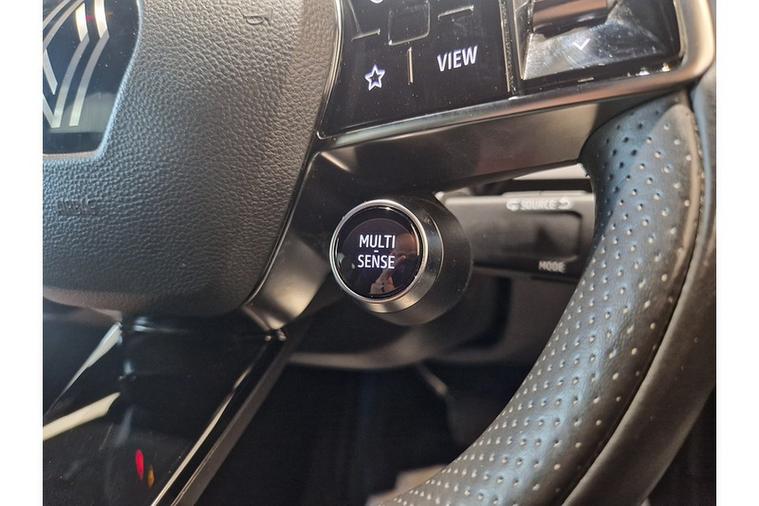 VIEW
MULTI
-
SENSE
SOURCE
MODE